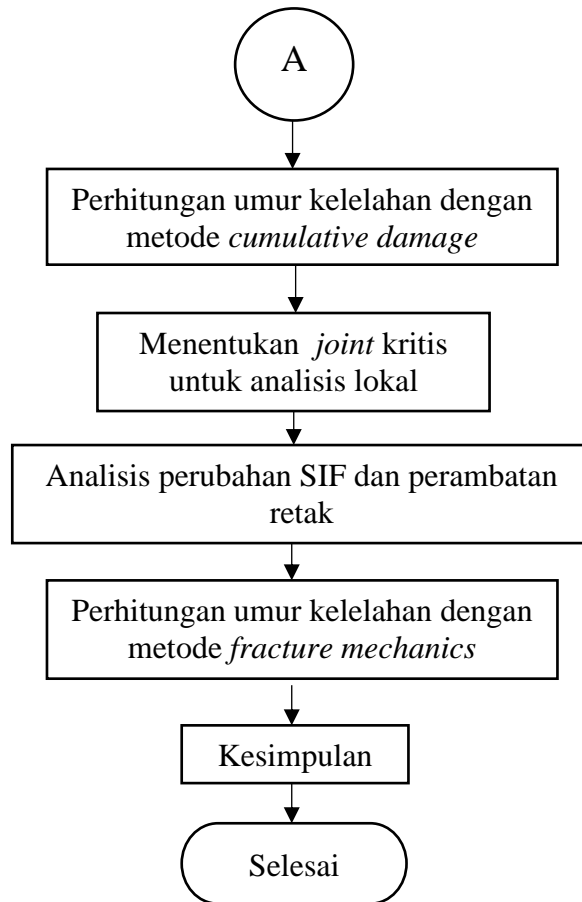 A
Perhitungan umur kelelahan dengan
metode cumulative damage
Menentukan joint kritis
untuk analisis lokal
Analisis perubahan SIF dan perambatan
retak
Perhitungan umur kelelahan dengan
metode fracture mechanics
Kesimpulan
Selesai